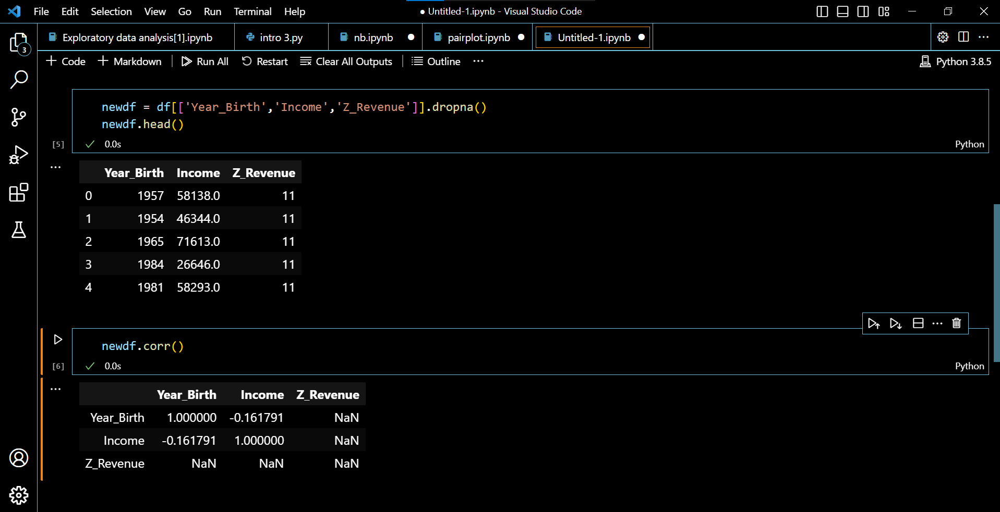 File Edit Selection View Go Run Terminal Help ● Untitled-1.ipynb - Visual Studio Code
Exploratory data analysis[1].ipynb intro 3.py nb.ipynb pairplot.ipynb Untitled-1.ipynb
3
+ Code + Markdown Run All Restart Clear All Outputs Outline ... Python 3.8.5
newdf = df[['Year_Birth','Income','Z_Revenue']].dropna()
newdf.head()
[5] 0.0s Python
Year_Birth Income Z_Revenue
0 1957 58138.0 11
1 1954 46344.0 11
2 1965 71613.0 11
3 1984 26646.0 11
4 1981 58293.0 11
newdf.corr()
[6] 0.0s Python
Year_Birth Income Z_Revenue
Year_Birth 1.000000 -0.161791 NaN
Income -0.161791 1.000000 NaN
Z_Revenue NaN NaN NaN